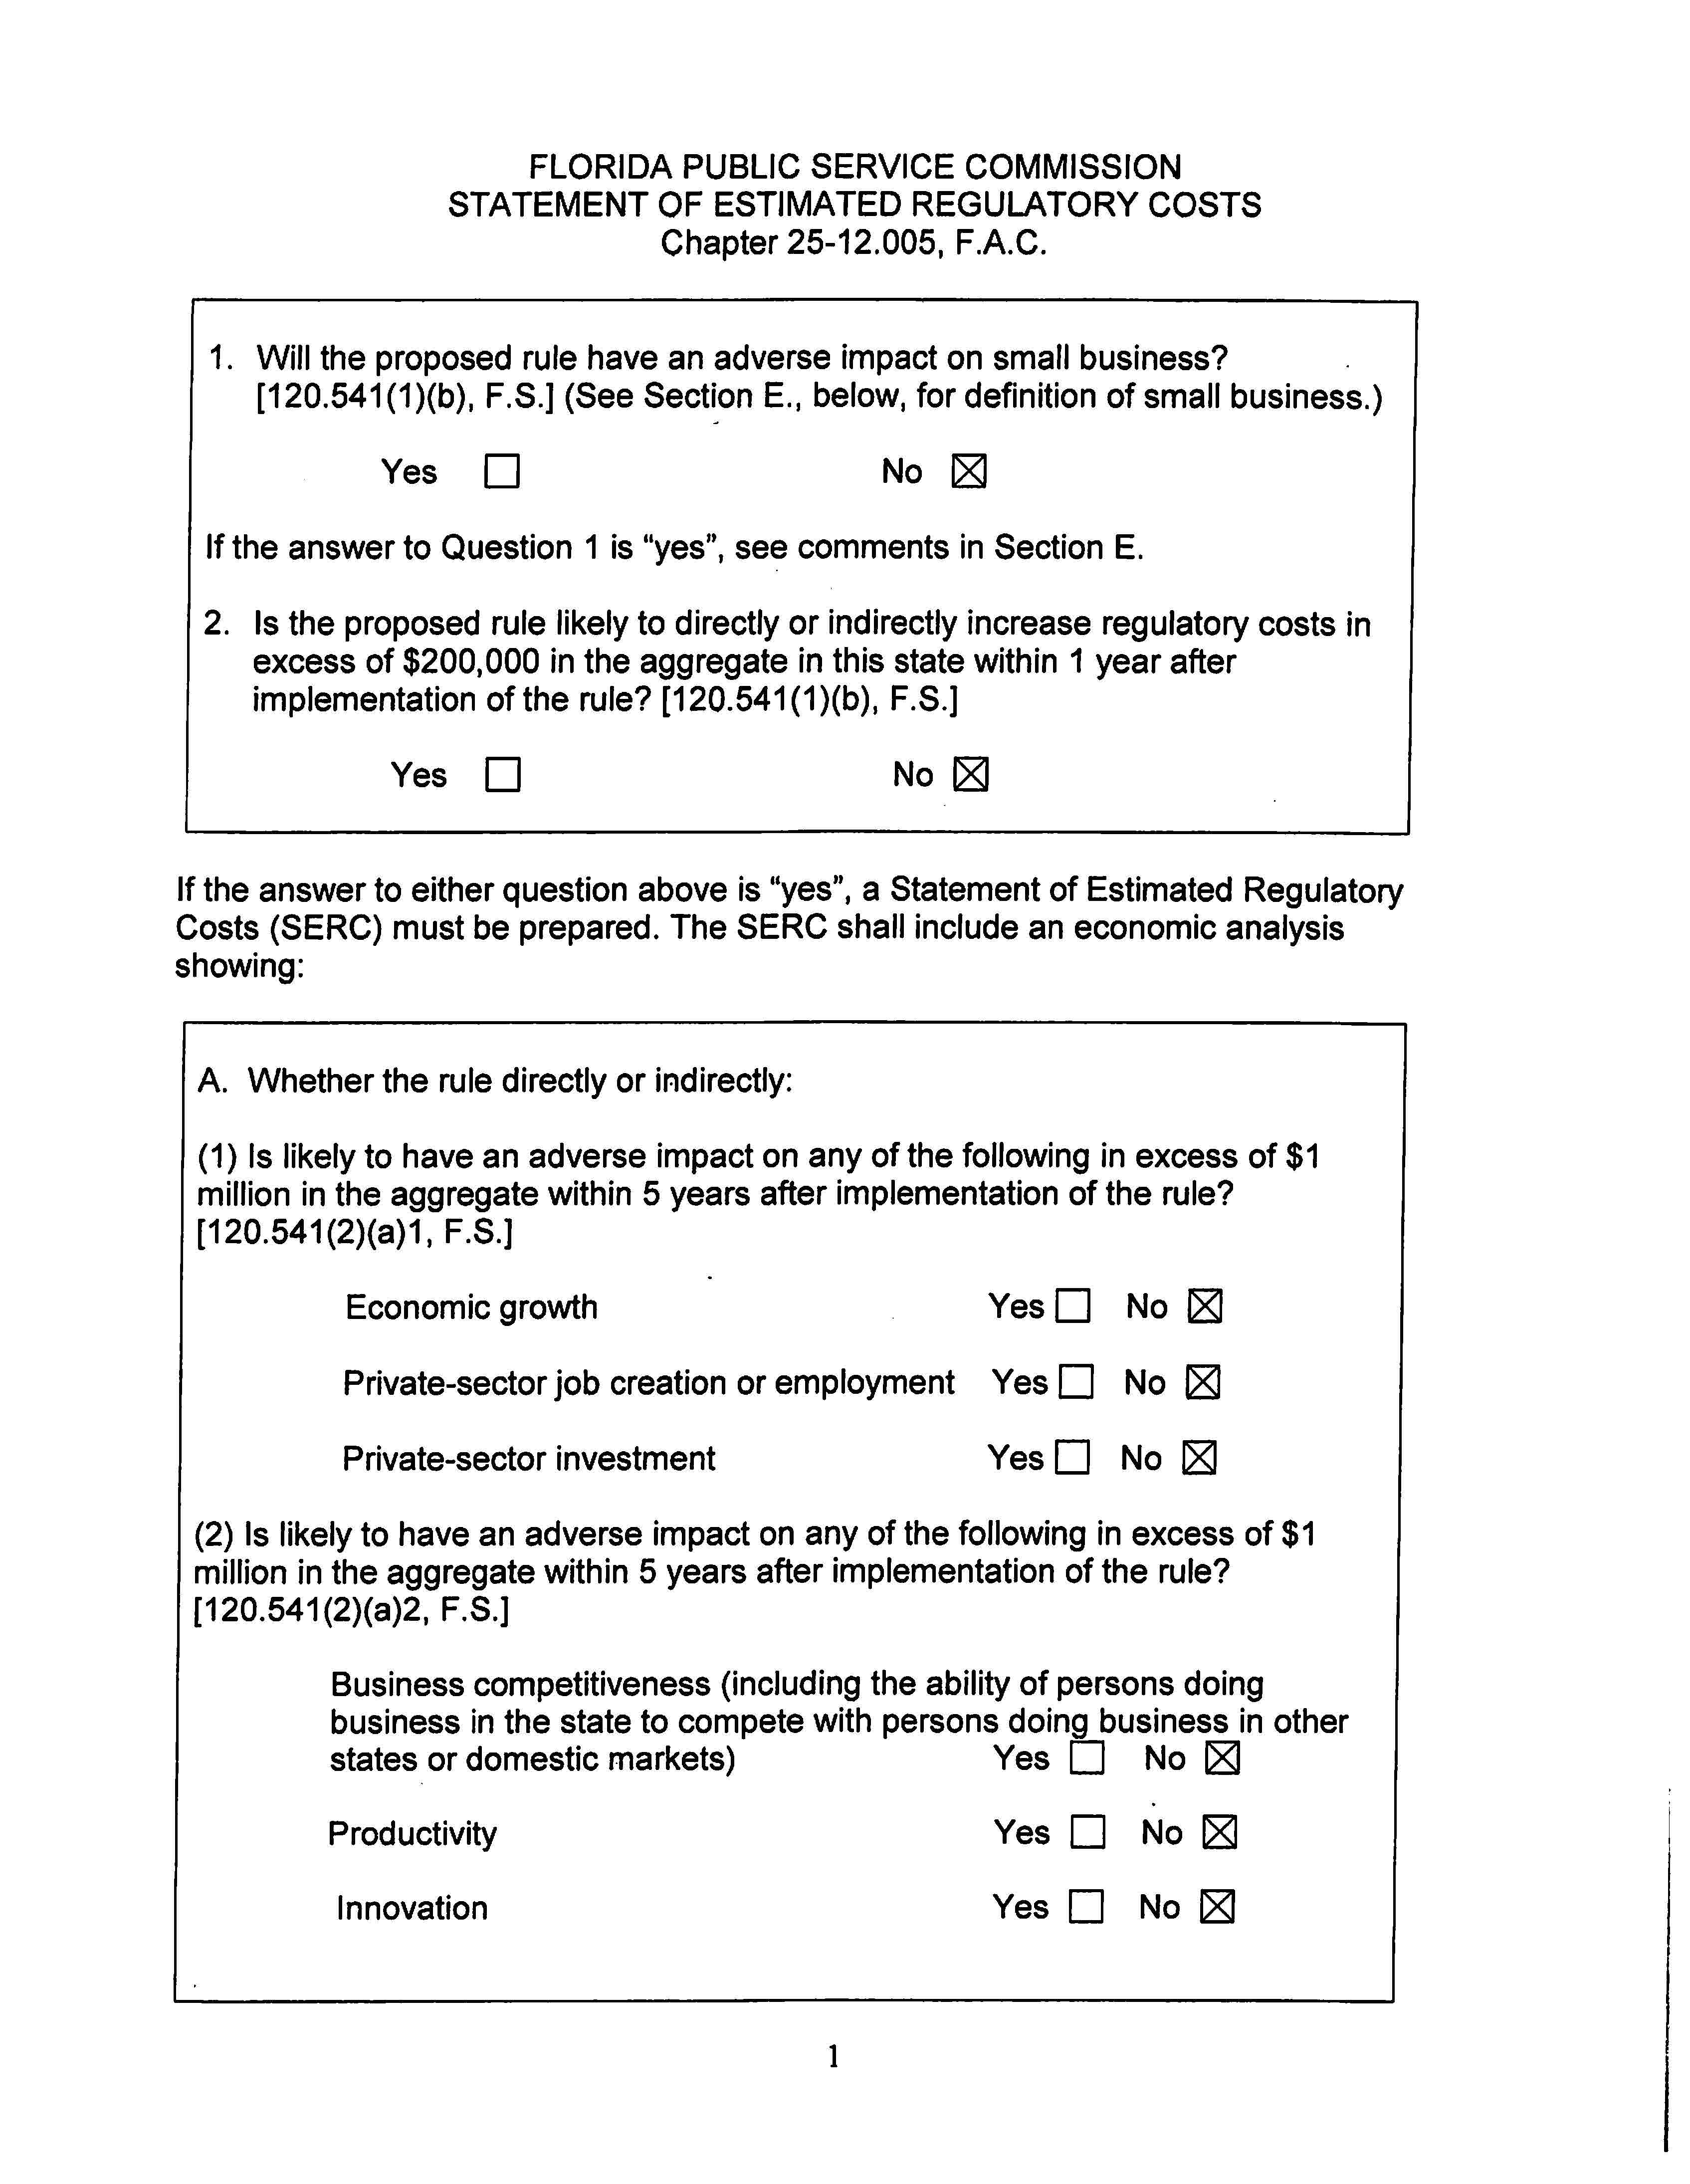 FLORIDA PUBLIC SERVICE COMMISSION
STATEMENT OF ESTIMATED REGULATORY COSTS
Chapter 25-12.005, F.A.C.
1. Will the proposed rule have an adverse impact on small business?
[120.541(1)(b), F.S.] (See Section E., below, for definition of small business.)
Yes ☐ No ☒
If the answer to Question 1 is “yes”, see comments in Section E.
2. Is the proposed rule likely to directly or indirectly increase regulatory costs in
excess of $200,000 in the aggregate in this state within 1 year after
implementation of the rule? [120.541(1)(b), F.S.]
Yes ☐ No ☒
If the answer to either question above is “yes”, a Statement of Estimated Regulatory
Costs (SERC) must be prepared. The SERC shall include an economic analysis
showing:
A. Whether the rule directly or indirectly:
(1) Is likely to have an adverse impact on any of the following in excess of $1
million in the aggregate within 5 years after implementation of the rule?
[120.541(2)(a)1, F.S.]
Economic growth Yes ☐ No ☒
Private-sector job creation or employment Yes ☐ No ☒
Private-sector investment Yes ☐ No ☒
(2) Is likely to have an adverse impact on any of the following in excess of $1
million in the aggregate within 5 years after implementation of the rule?
[120.541(2)(a)2, F.S.]
Business competitiveness (including the ability of persons doing
business in the state to compete with persons doing business in other
states or domestic markets) Yes ☐ No ☒
Productivity Yes ☐ No ☒
Innovation Yes ☐ No ☒
1